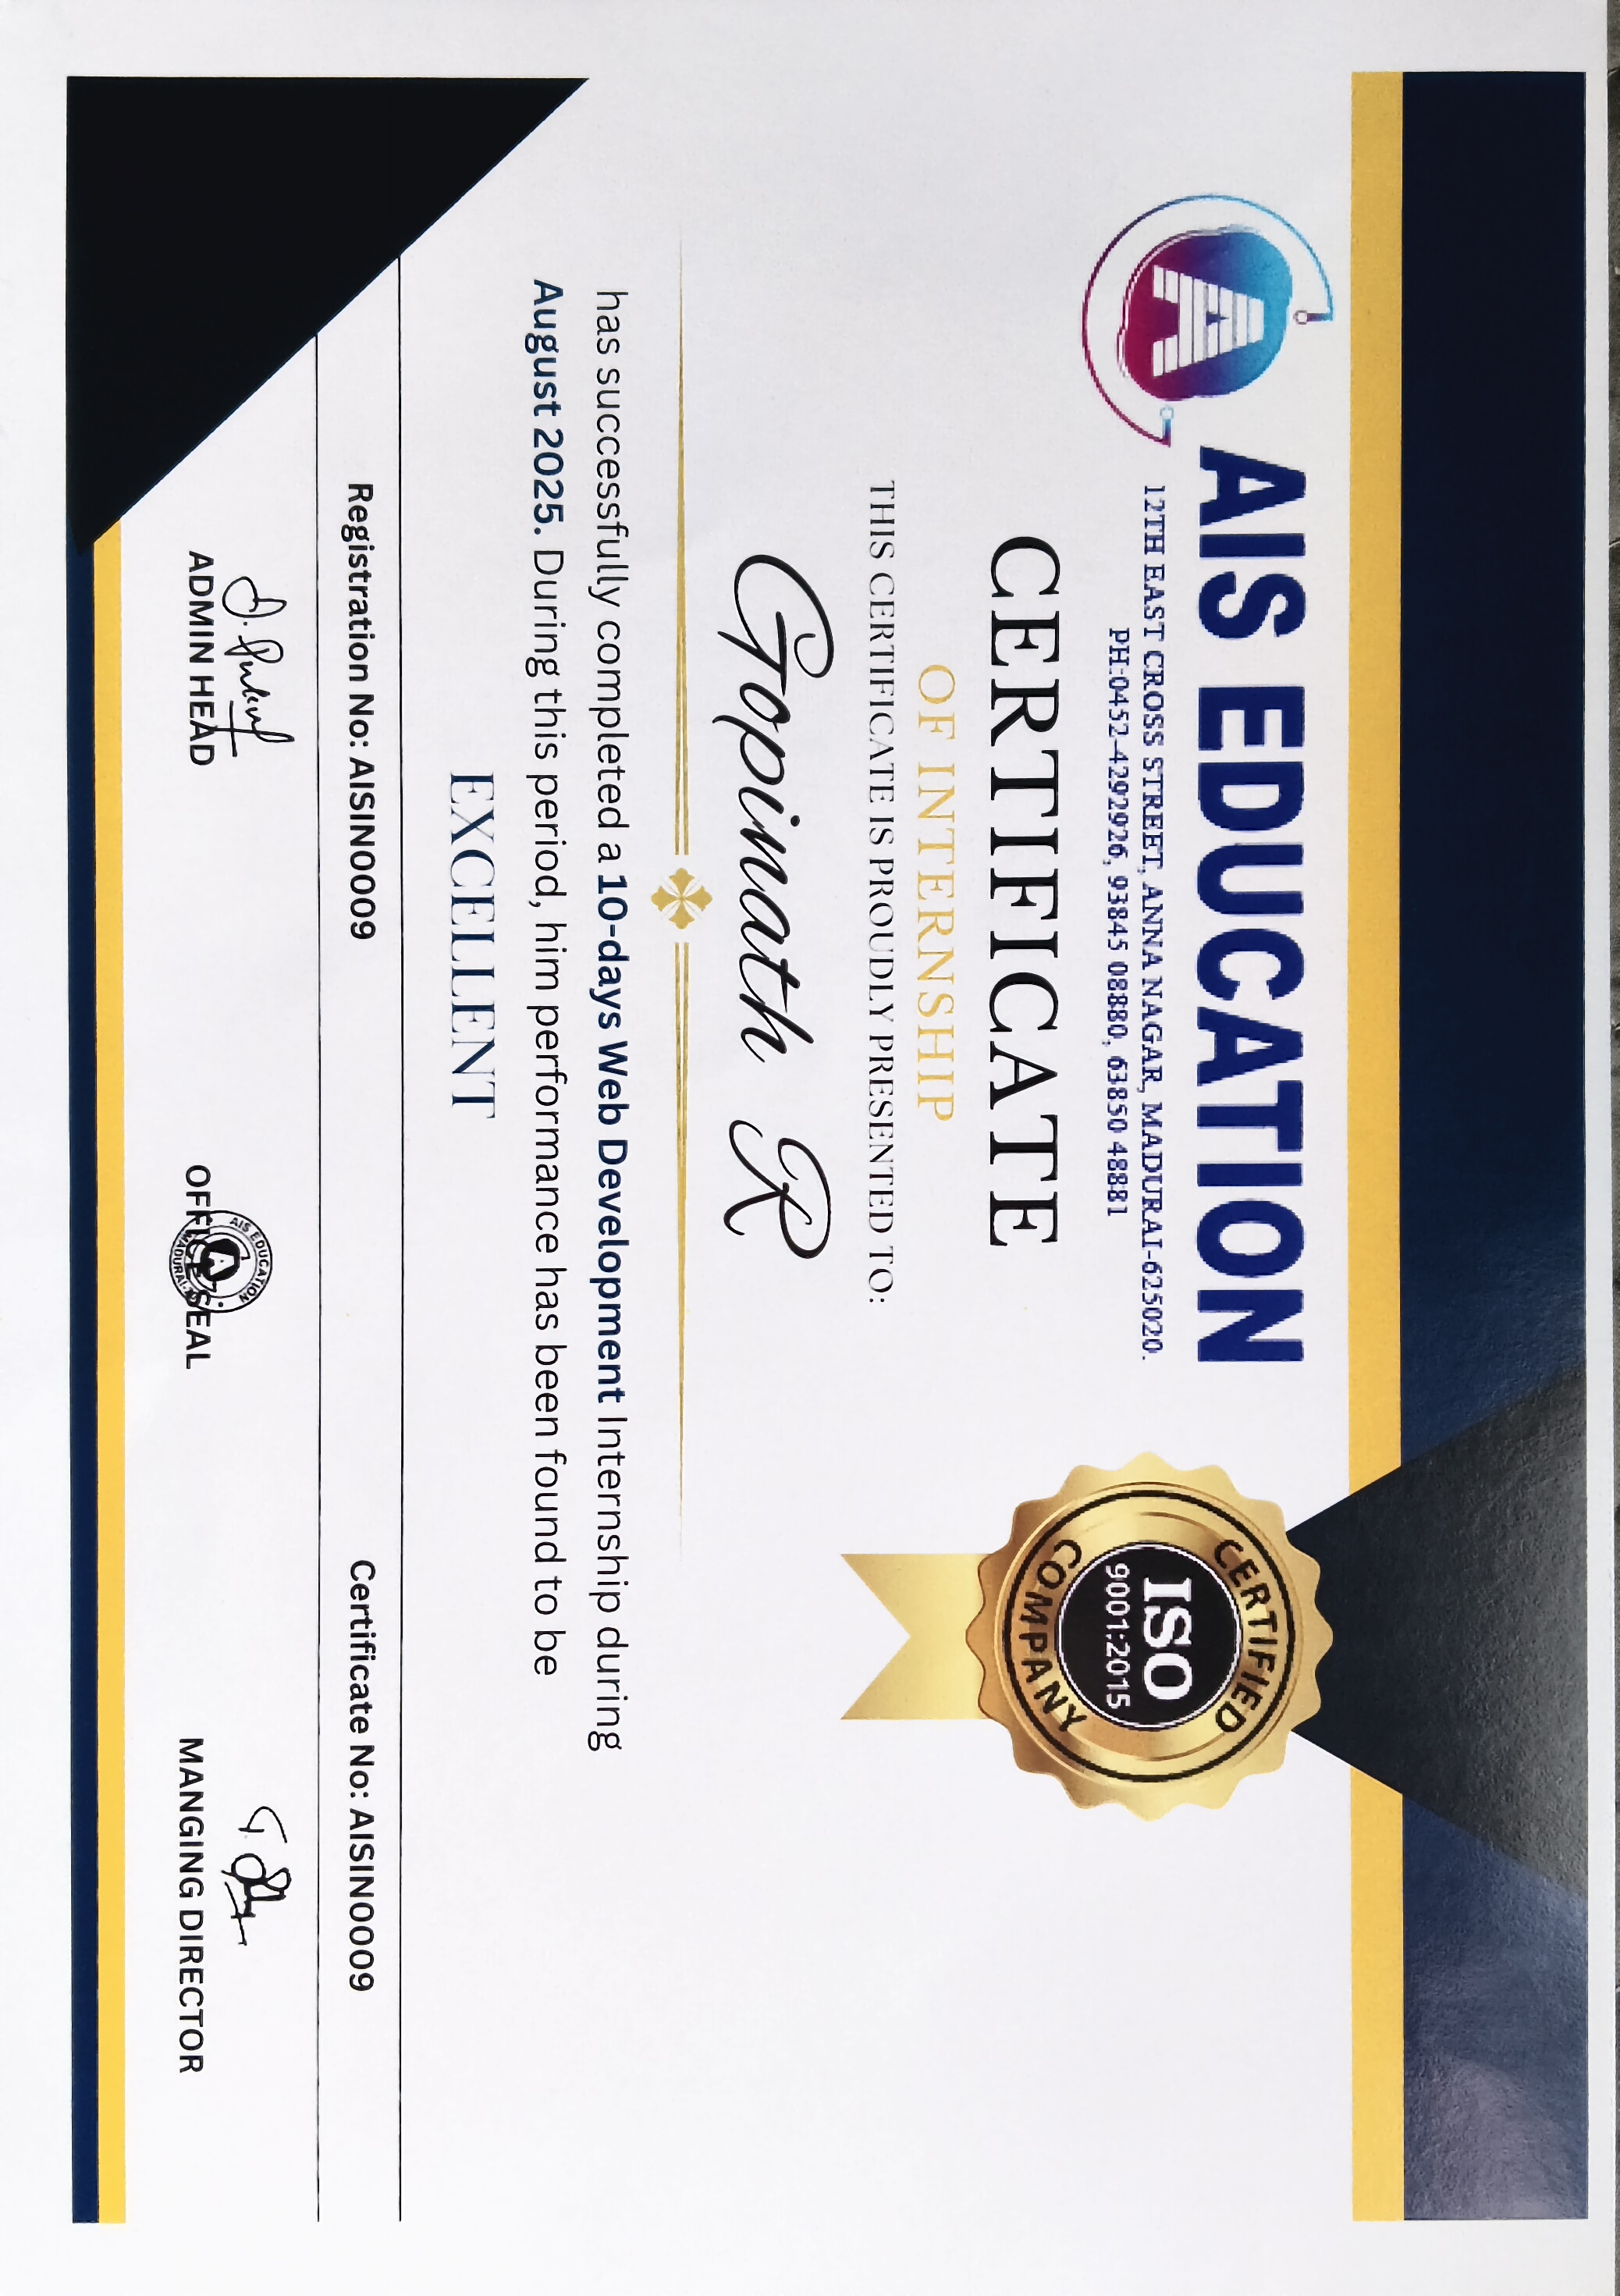 AIS EDUCATION
12TH EAST CROSS STREET, ANNA NAGAR, MADURAI-625020.
PH:0452-4292926, 93845 08880, 63850 48881
CERTIFIED
ISO
9001:2015
COMPANY
CERTIFICATE
OF INTERNSHIP
THIS CERTIFICATE IS PROUDLY PRESENTED TO:
Gopinath R
has successfully completed a 10-days Web Development Internship during
August 2025. During this period, him performance has been found to be
EXCELLENT
Registration No: AISIN0009
Certificate No: AISIN0009
ADMIN HEAD
AIS EDUCATION
A
MADURAI
OFFICE SEAL
MANGING DIRECTOR